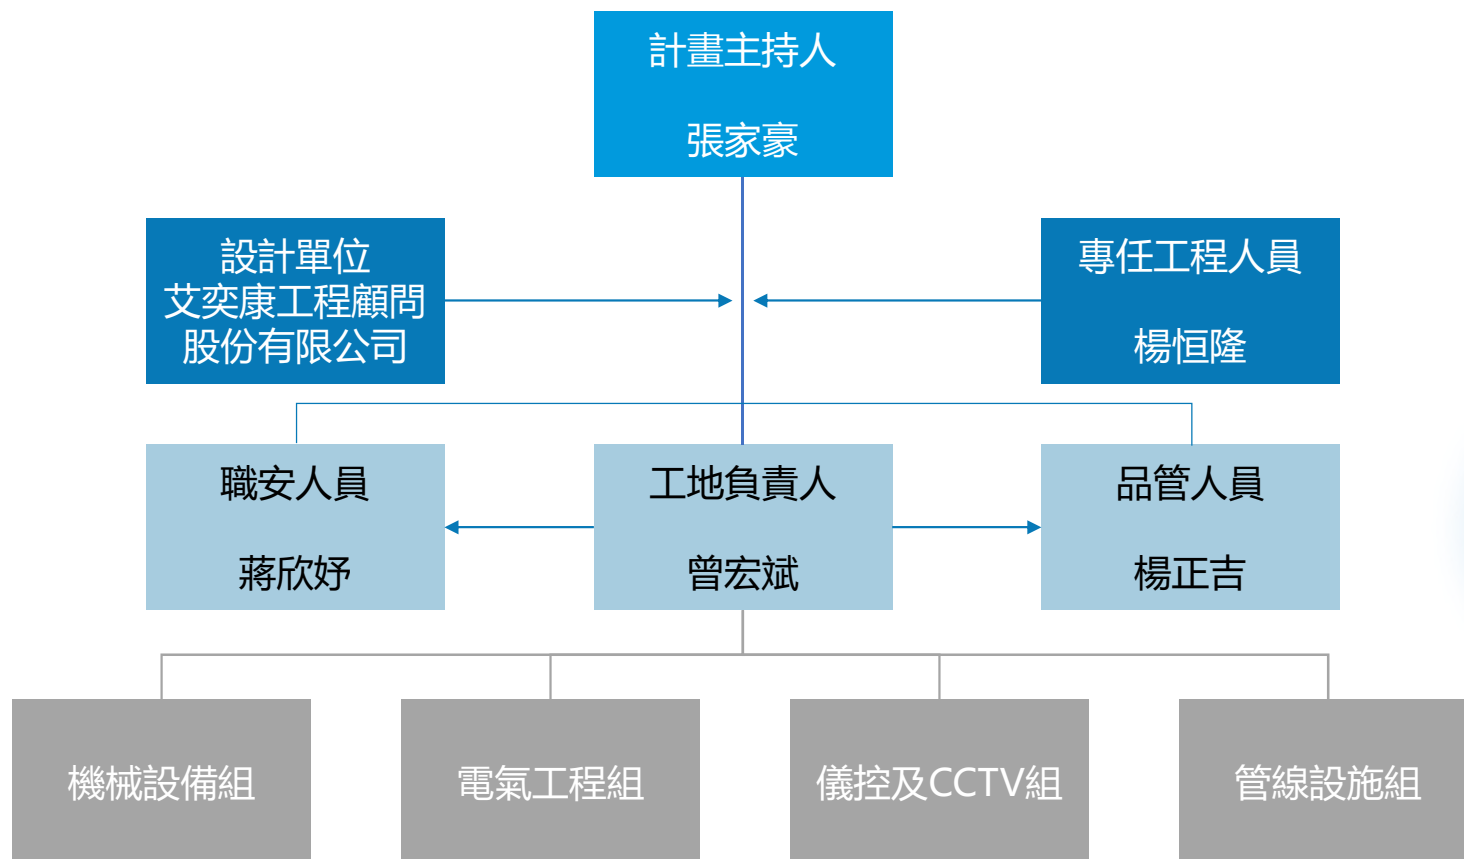 計畫主持人
張家豪
設計單位
艾奕康工程顧問
股份有限公司
專任工程人員
楊恒隆
職安人員
蔣欣妤
工地負責人
曾宏斌
品管人員
楊正吉
機械設備組
電氣工程組
儀控及CCTV組
管線設施組